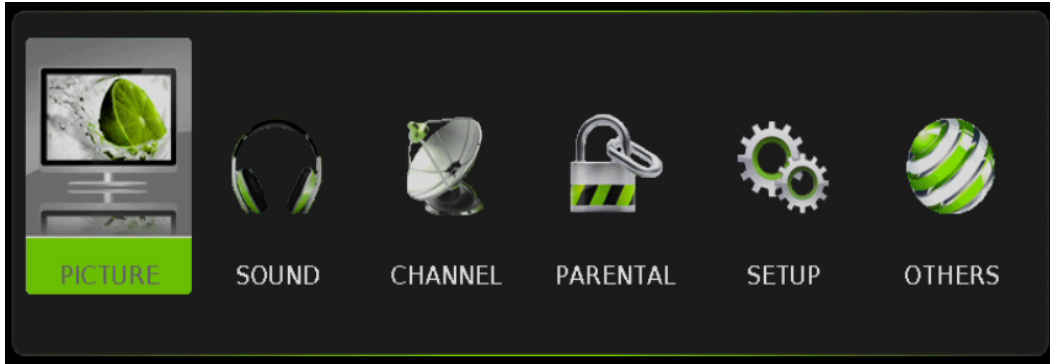 PICTURE
SOUND
CHANNEL
PARENTAL
SETUP
OTHERS